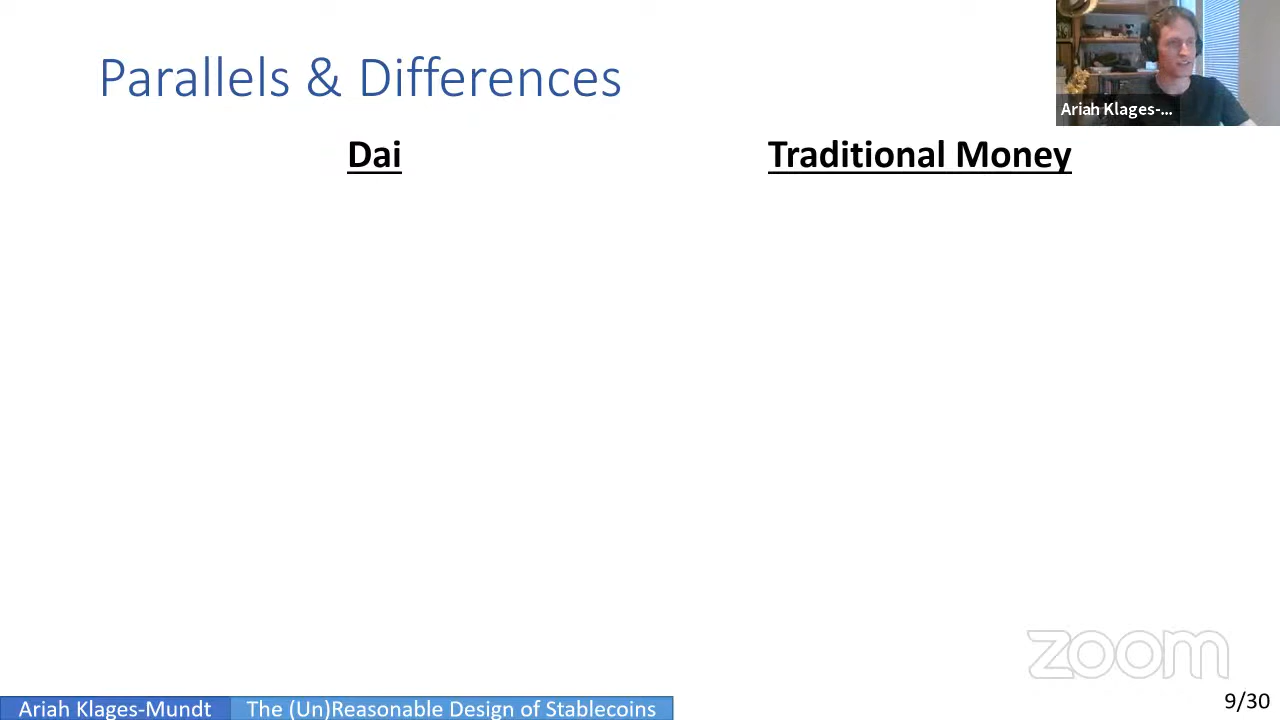 Parallels & Differences
Ariah Klages-...
Dai
Traditional Money
zoom
Ariah Klages-Mundt
The (Un)Reasonable Design of Stablecoins
9/30